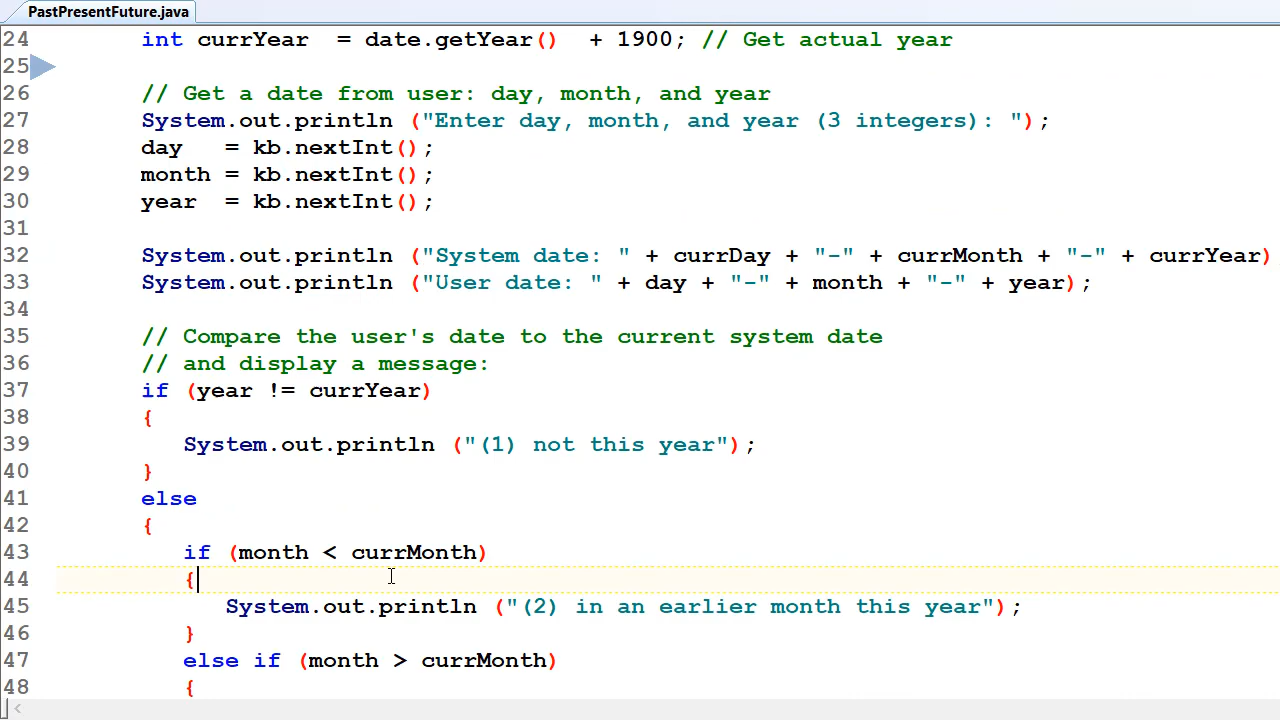 PastPresentFuture.java
24 int currYear  = date.getYear()  + 1900; // Get actual year
25
26 // Get a date from user: day, month, and year
27 System.out.println ("Enter day, month, and year (3 integers): ");
28 day   = kb.nextInt();
29 month = kb.nextInt();
30 year  = kb.nextInt();
31
32 System.out.println ("System date: " + currDay + "-" + currMonth + "-" + currYear)
33 System.out.println ("User date: " + day + "-" + month + "-" + year);
34
35 // Compare the user's date to the current system date
36 // and display a message:
37 if (year != currYear)
38 {
39    System.out.println ("(1) not this year");
40 }
41 else
42 {
43    if (month < currMonth)
44    {
45       System.out.println ("(2) in an earlier month this year");
46    }
47    else if (month > currMonth)
48    {